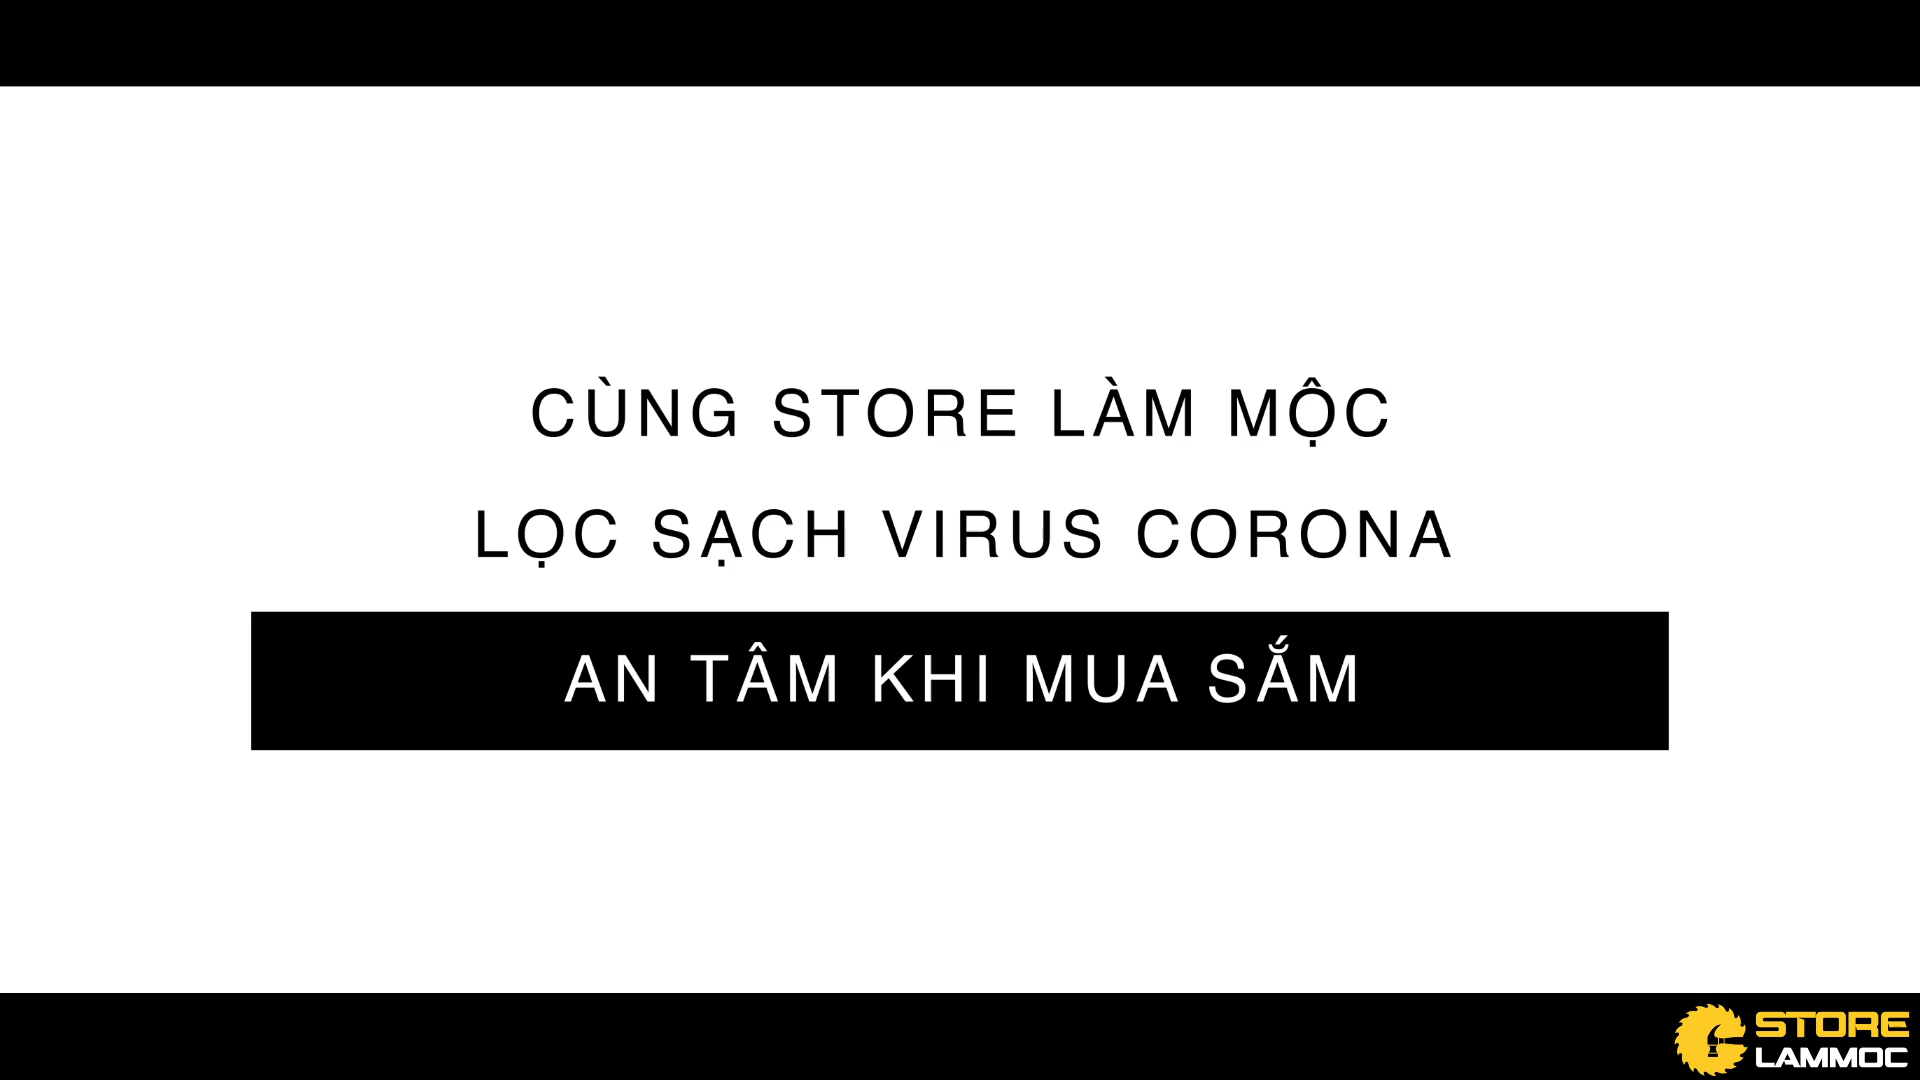 CÙNG STORE LÀM MỘC
LỌC SẠCH VIRUS CORONA
AN TÂM KHI MUA SẮM
STORE
LAMMOC